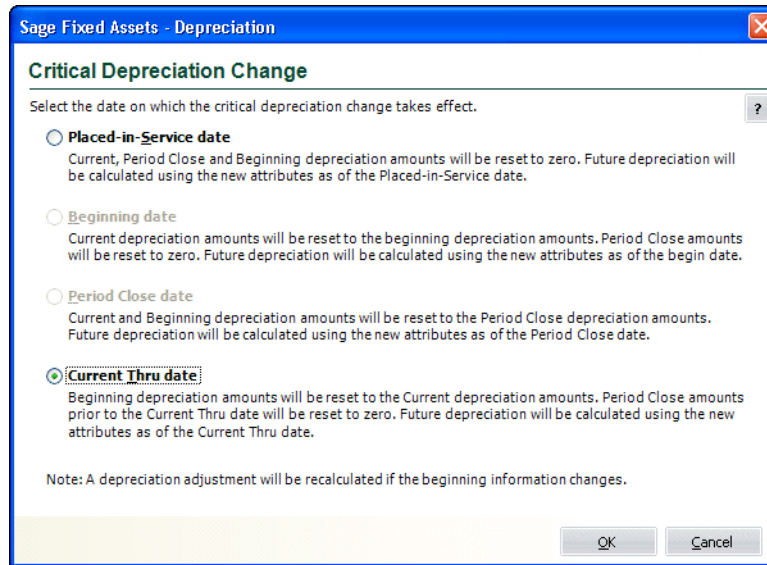 Sage Fixed Assets - Depreciation
Critical Depreciation Change
Select the date on which the critical depreciation change takes effect.
?
Placed-in-Service date
Current, Period Close and Beginning depreciation amounts will be reset to zero. Future depreciation will
be calculated using the new attributes as of the Placed-in-Service date.
Beginning date
Current depreciation amounts will be reset to the beginning depreciation amounts. Period Close amounts
will be reset to zero. Future depreciation will be calculated using the new attributes as of the begin date.
Period Close date
Current and Beginning depreciation amounts will be reset to the Period Close depreciation amounts.
Future depreciation will be calculated using the new attributes as of the Period Close date.
Current Thru date
Beginning depreciation amounts will be reset to the Current depreciation amounts. Period Close amounts
prior to the Current Thru date will be reset to zero. Future depreciation will be calculated using the new
attributes as of the Current Thru date.
Note: A depreciation adjustment will be recalculated if the beginning information changes.
OK
Cancel